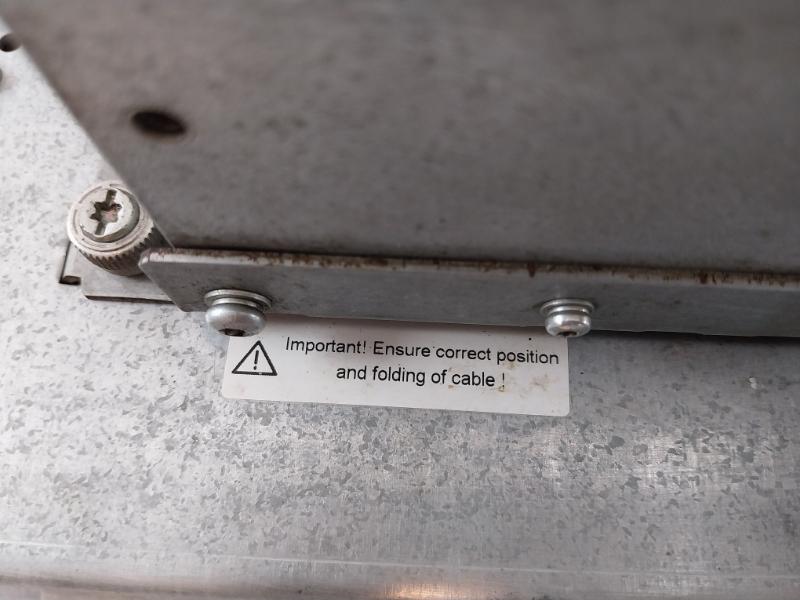 Important! Ensure correct position
and folding of cable !